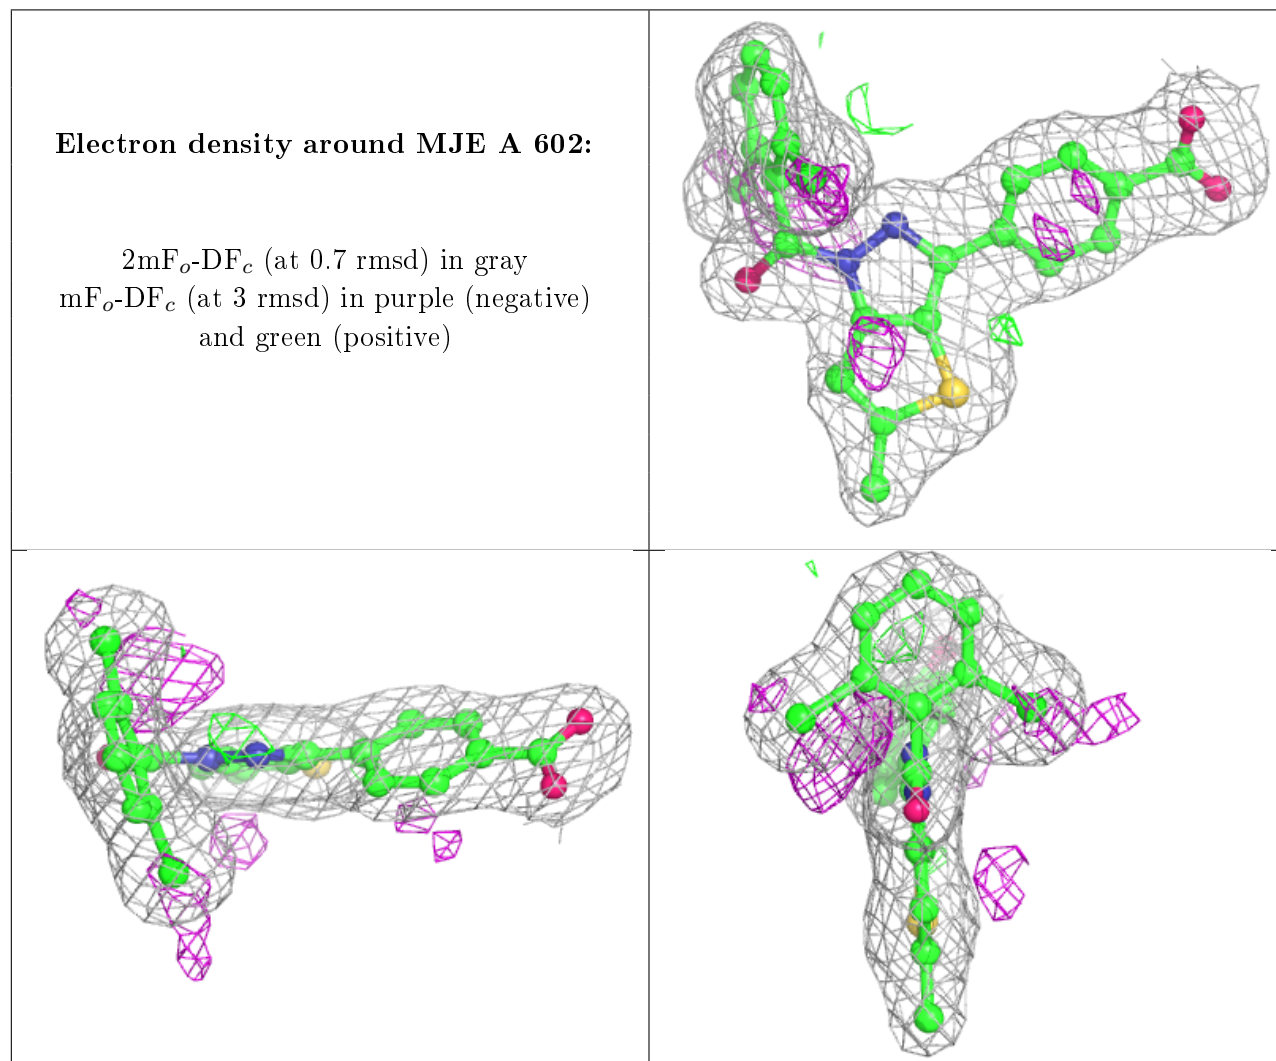 Electron density around MJE A 602:
2mFₒ-DF𝒸 (at 0.7 rmsd) in gray
mFₒ-DF𝒸 (at 3 rmsd) in purple (negative)
and green (positive)